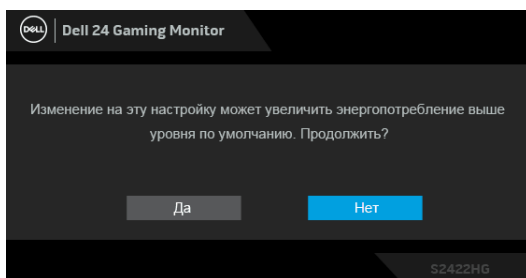 DELL Dell 24 Gaming Monitor
Изменение на эту настройку может увеличить энергопотребление выше
уровня по умолчанию. Продолжить?
Да Нет
S2422HG